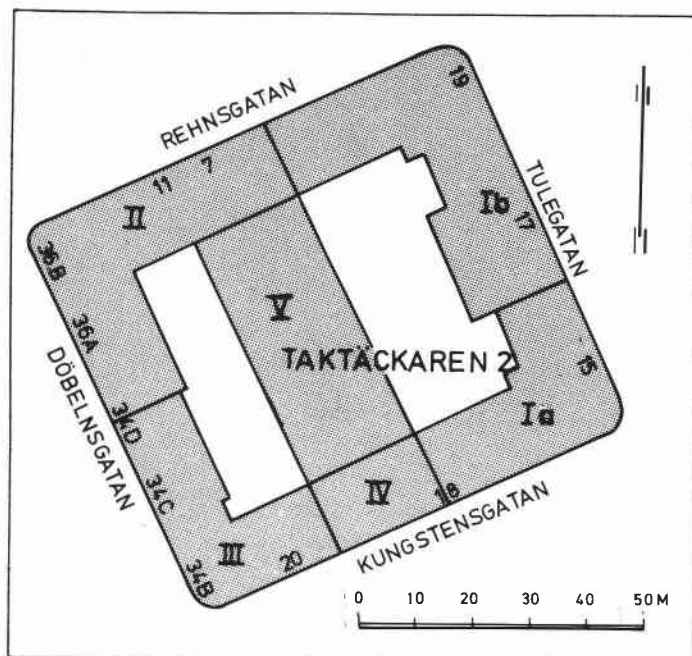 REHNSGATAN
19
11 7
II
Ib
17
TULEGATAN
36B
36A
V
TAKTÄCKAREN 2
15
DÖBELNSGATAN
34D
Ia
34C
IV
18
III
20
34B
KUNGSTENSGATAN
0 10 20 30 40 50 M